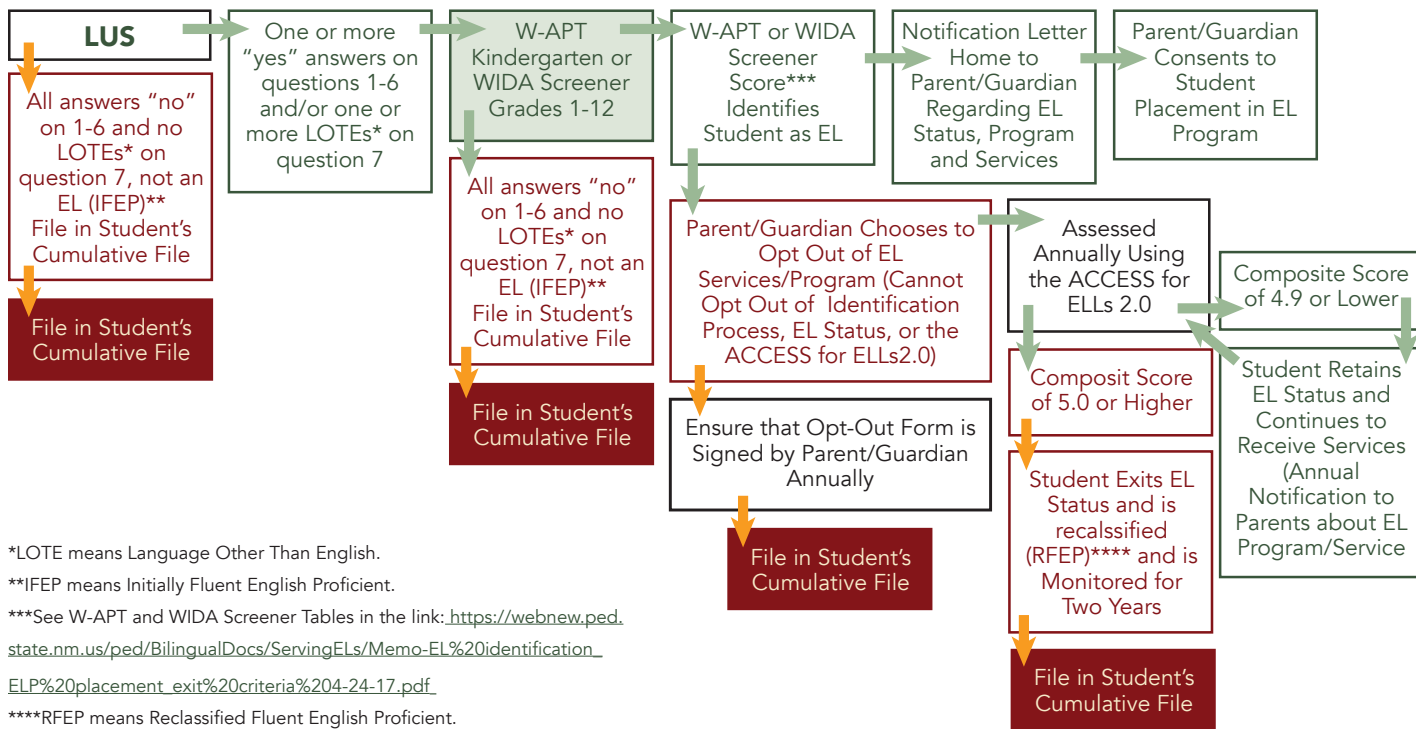 LUS
One or more
“yes” answers on
questions 1-6
and/or one or
more LOTEs* on
question 7
W-APT
Kindergarten or
WIDA Screener
Grades 1-12
W-APT or WIDA
Screener
Score***
Identifies
Student as EL
Notification Letter
Home to
Parent/Guardian
Regarding EL
Status, Program
and Services
Parent/Guardian
Consents to
Student
Placement in EL
Program
All answers “no”
on 1-6 and no
LOTEs* on
question 7, not an
EL (IFEP)**
File in Student’s
Cumulative File
File in Student’s
Cumulative File
All answers “no”
on 1-6 and no
LOTEs* on
question 7, not an
EL (IFEP)**
File in Student’s
Cumulative File
File in Student’s
Cumulative File
Parent/Guardian Chooses to
Opt Out of EL
Services/Program (Cannot
Opt Out of Identification
Process, EL Status, or the
ACCESS for ELLs2.0)
Ensure that Opt-Out Form is
Signed by Parent/Guardian
Annually
File in Student’s
Cumulative File
Assessed
Annually Using
the ACCESS for
ELLs 2.0
Composite Score
of 4.9 or Lower
Student Retains
EL Status and
Continues to
Receive Services
(Annual
Notification to
Parents about EL
Program/Service
Composit Score
of 5.0 or Higher
Student Exits EL
Status and is
recalssified
(RFEP)**** and is
Monitored for
Two Years
File in Student’s
Cumulative File
*LOTE means Language Other Than English.
**IFEP means Initially Fluent English Proficient.
***See W-APT and WIDA Screener Tables in the link: https://webnew.ped.
state.nm.us/ped/BilingualDocs/ServingELs/Memo-EL%20identification_
ELP%20placement_exit%20criteria%204-24-17.pdf_
****RFEP means Reclassified Fluent English Proficient.